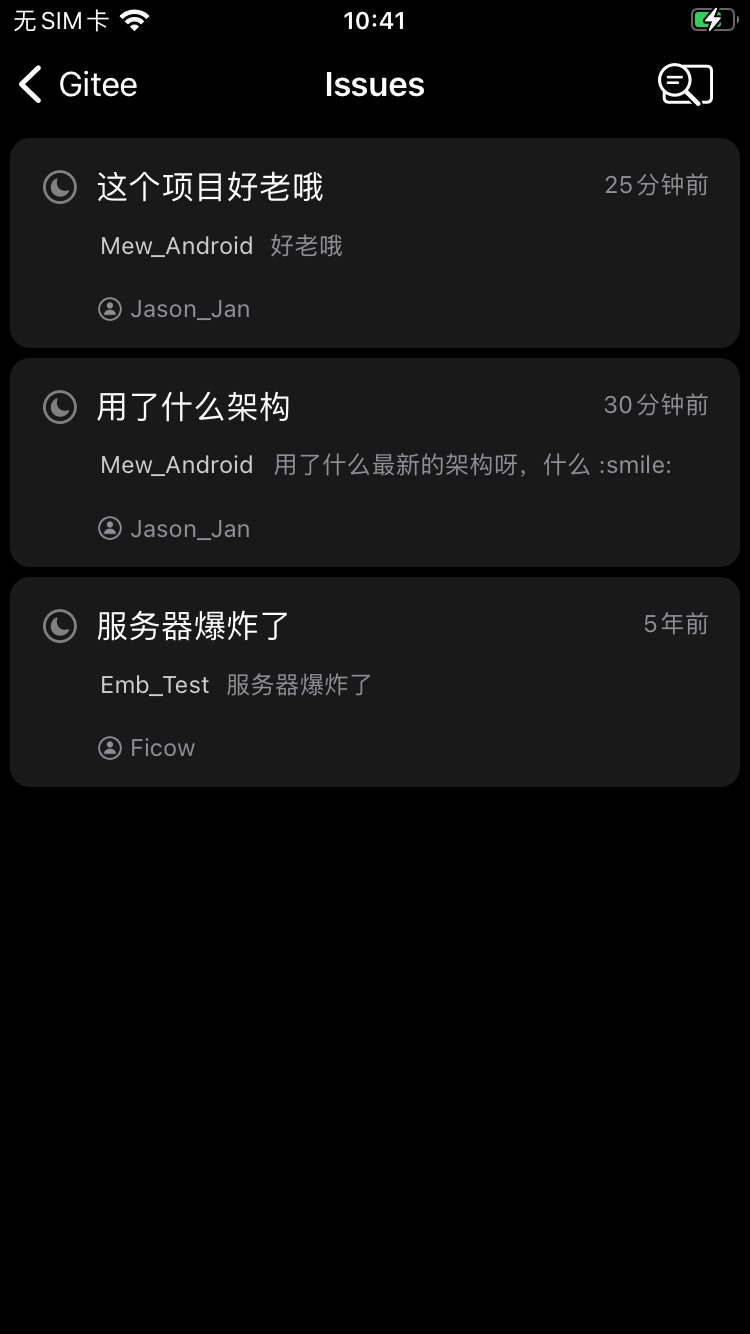 无SIM卡 10:41
Gitee Issues
这个项目好老哦 25分钟前
Mew_Android 好老哦
Jason_Jan
用了什么架构 30分钟前
Mew_Android 用了什么最新的架构呀，什么 :smile:
Jason_Jan
服务器爆炸了 5年前
Emb_Test 服务器爆炸了
Ficow